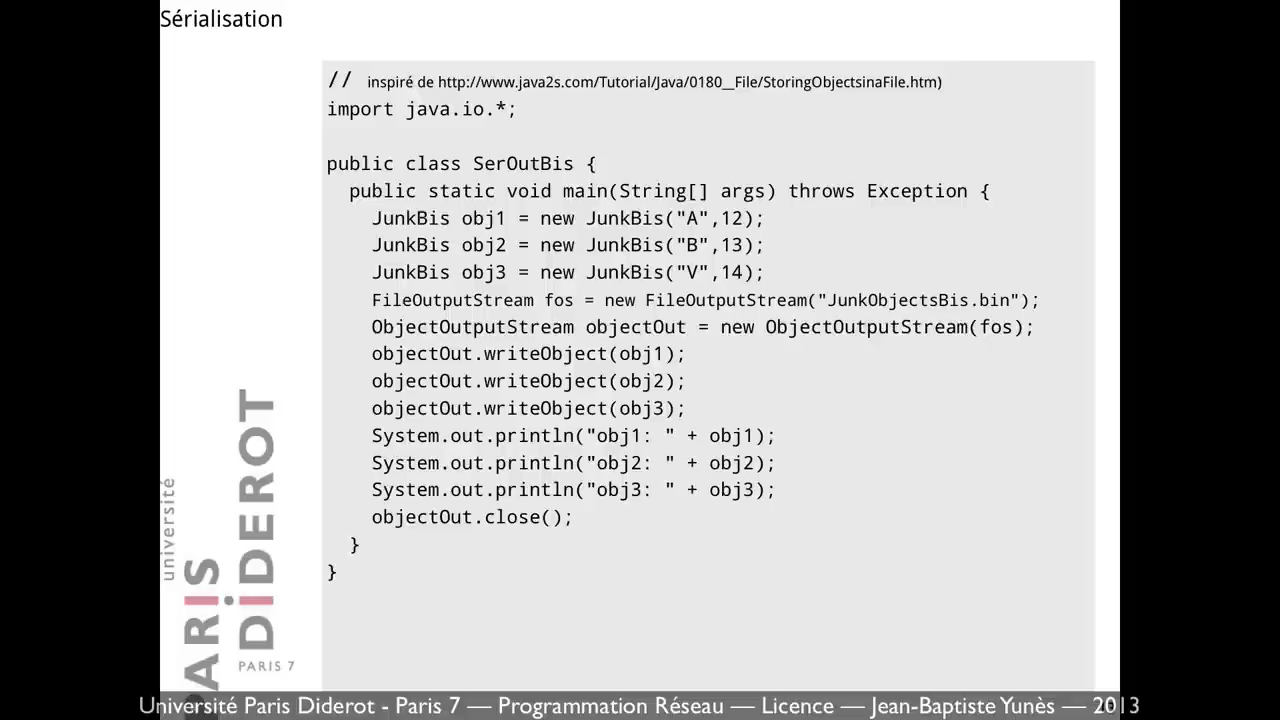 Sérialisation
// inspiré de http://www.java2s.com/Tutorial/Java/0180__File/StoringObjectsinaFile.htm)
import java.io.*;
public class SerOutBis {
public static void main(String[] args) throws Exception {
JunkBis obj1 = new JunkBis("A",12);
JunkBis obj2 = new JunkBis("B",13);
JunkBis obj3 = new JunkBis("V",14);
FileOutputStream fos = new FileOutputStream("JunkObjectsBis.bin");
ObjectOutputStream objectOut = new ObjectOutputStream(fos);
objectOut.writeObject(obj1);
objectOut.writeObject(obj2);
objectOut.writeObject(obj3);
System.out.println("obj1: " + obj1);
System.out.println("obj2: " + obj2);
System.out.println("obj3: " + obj3);
objectOut.close();
}
}
université
PARIS
DIDEROT
PARIS 7
Université Paris Diderot - Paris 7 — Programmation Réseau — Licence — Jean-Baptiste Yunès — 2013